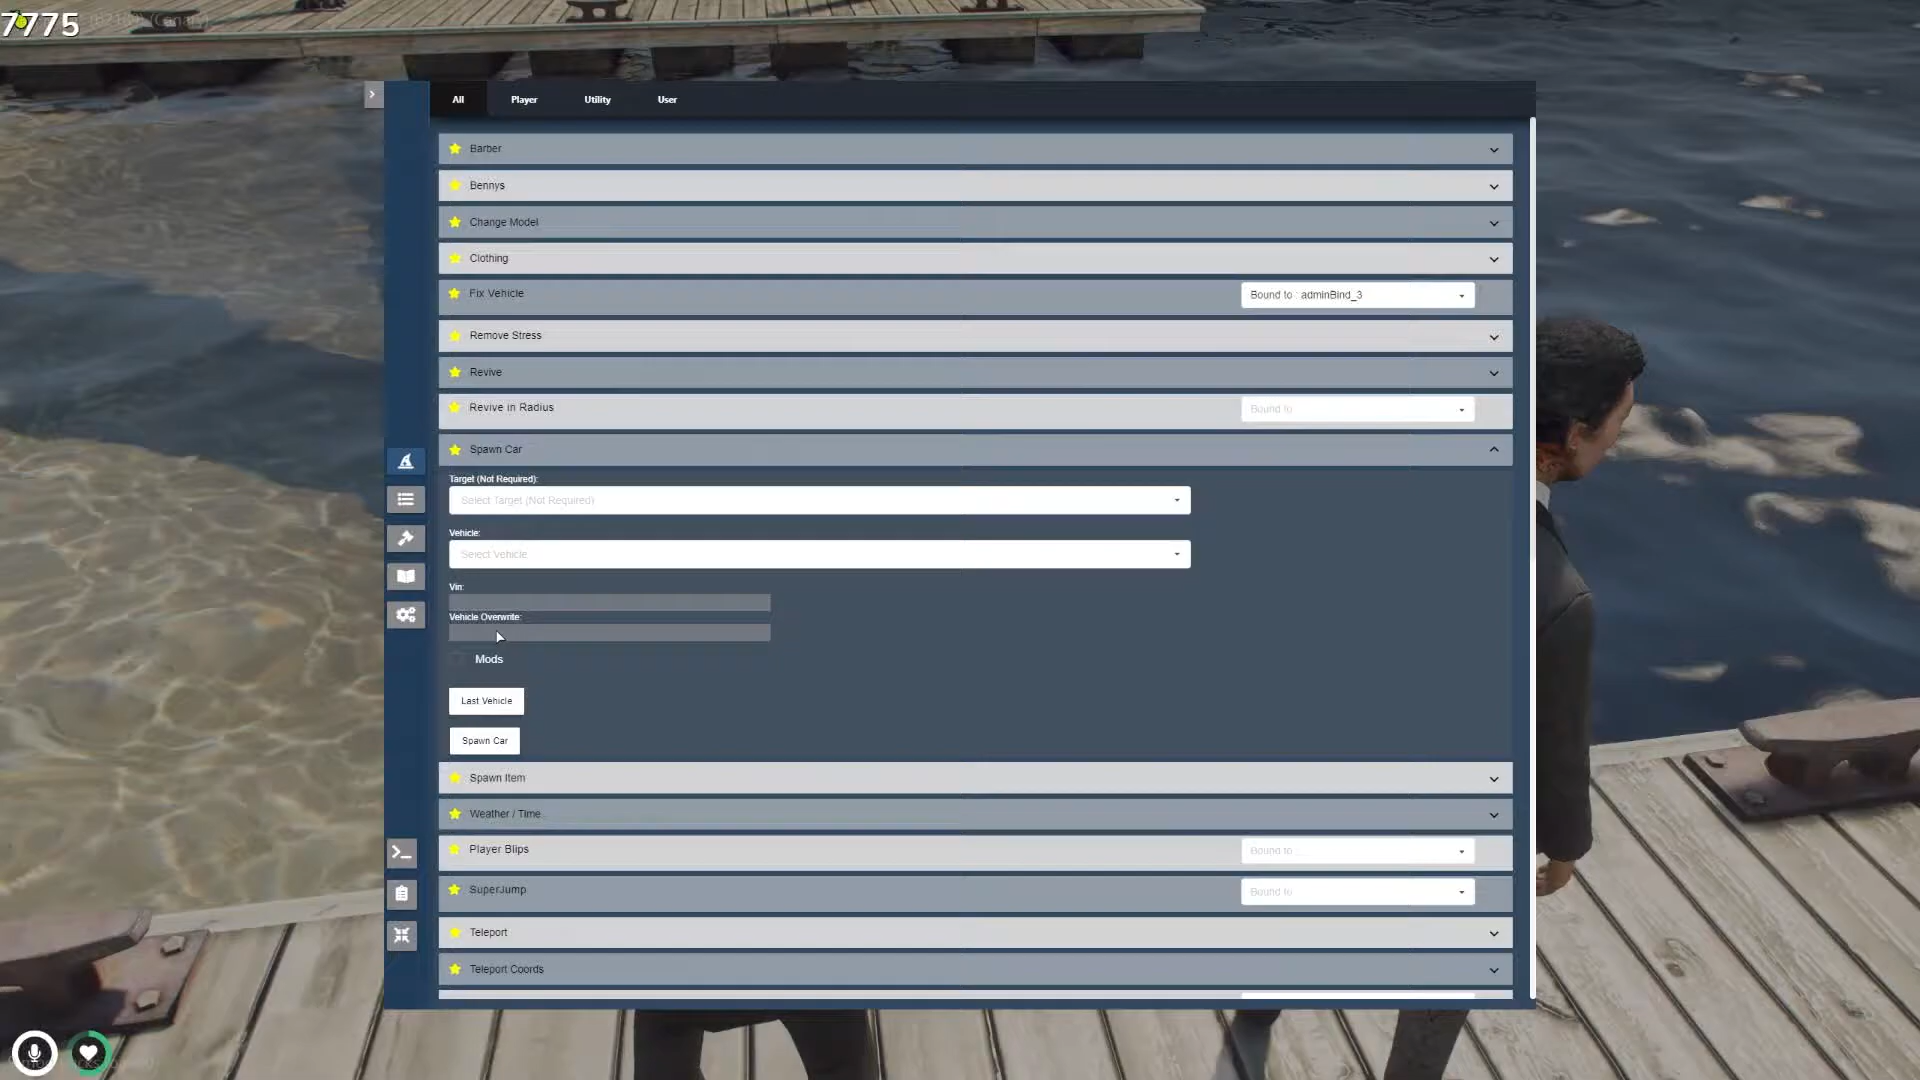 7775
All Player Utility User
Barber
Bennys
Change Model
Clothing
Fix Vehicle Bound to : adminBind_3
Remove Stress
Revive
Revive in Radius Bound to
Spawn Car
Target (Not Required):
Select Target (Not Required)
Vehicle:
Select Vehicle
Vin:
Vehicle Overwrite:
Mods
Last Vehicle
Spawn Car
Spawn Item
Weather / Time
Player Blips Bound to
SuperJump Bound to
Teleport
Teleport Coords